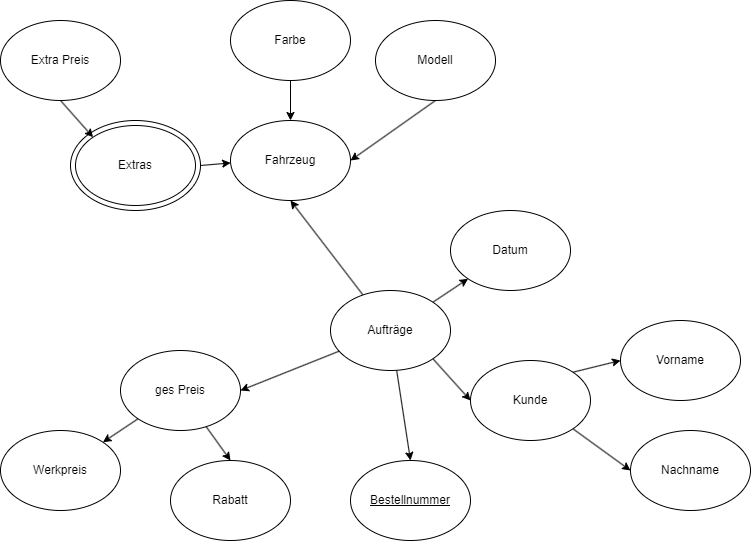 Farbe
Extra Preis
Modell
Extras
Fahrzeug
Datum
Aufträge
Vorname
ges Preis
Kunde
Werkpreis
Nachname
Rabatt
Bestellnummer